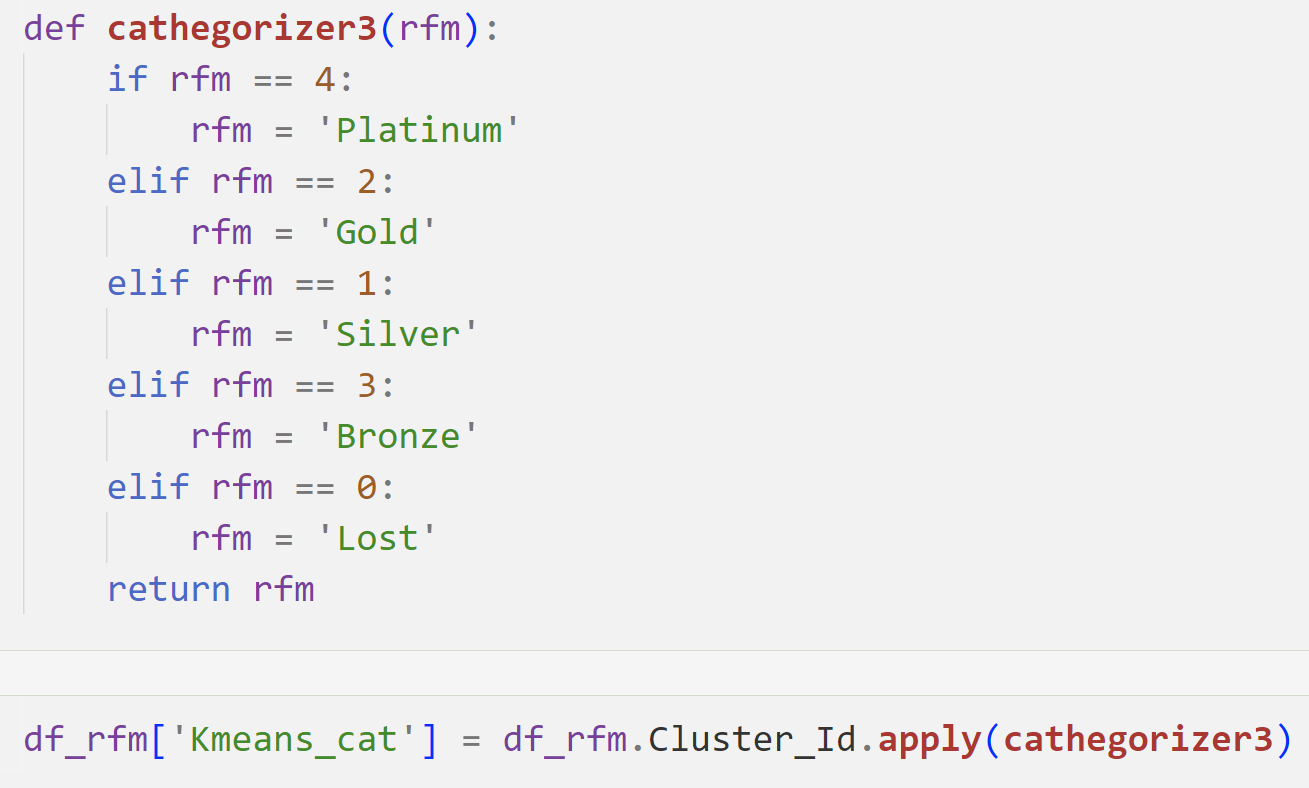 def cathegorizer3(rfm):
    if rfm == 4:
        rfm = 'Platinum'
    elif rfm == 2:
        rfm = 'Gold'
    elif rfm == 1:
        rfm = 'Silver'
    elif rfm == 3:
        rfm = 'Bronze'
    elif rfm == 0:
        rfm = 'Lost'
    return rfm
df_rfm['Kmeans_cat'] = df_rfm.Cluster_Id.apply(cathegorizer3)